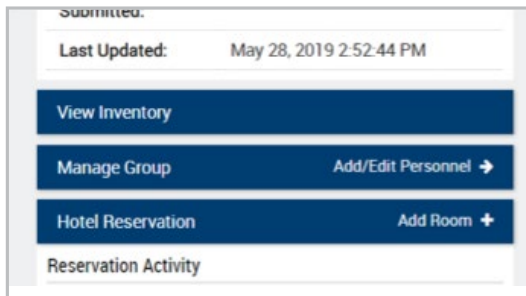 Submitted:
Last Updated: May 28, 2019 2:52:44 PM
View Inventory
Manage Group Add/Edit Personnel →
Hotel Reservation Add Room +
Reservation Activity